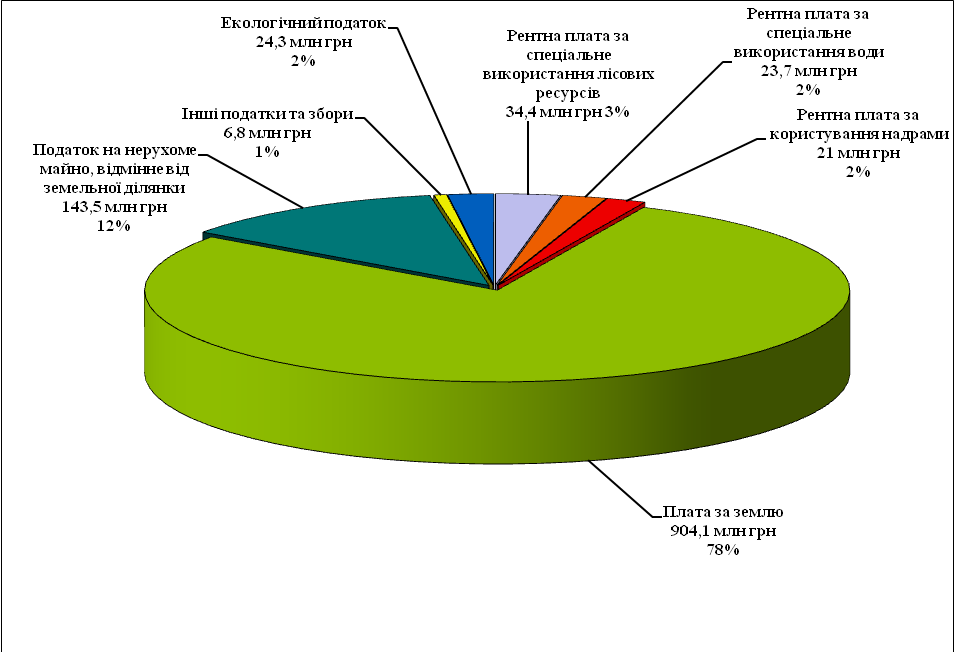 Екологічний податок
24,3 млн грн
2%
Рентна плата за
спеціальне
використання лісових
ресурсів
34,4 млн грн 3%
Рентна плата за
спеціальне
використання води
23,7 млн грн
2%
Інші податки та збори
6,8 млн грн
1%
Рентна плата за
користування надрами
21 млн грн
2%
Податок на нерухоме
майно, відмінне від
земельної ділянки
143,5 млн грн
12%
Плата за землю
904,1 млн грн
78%